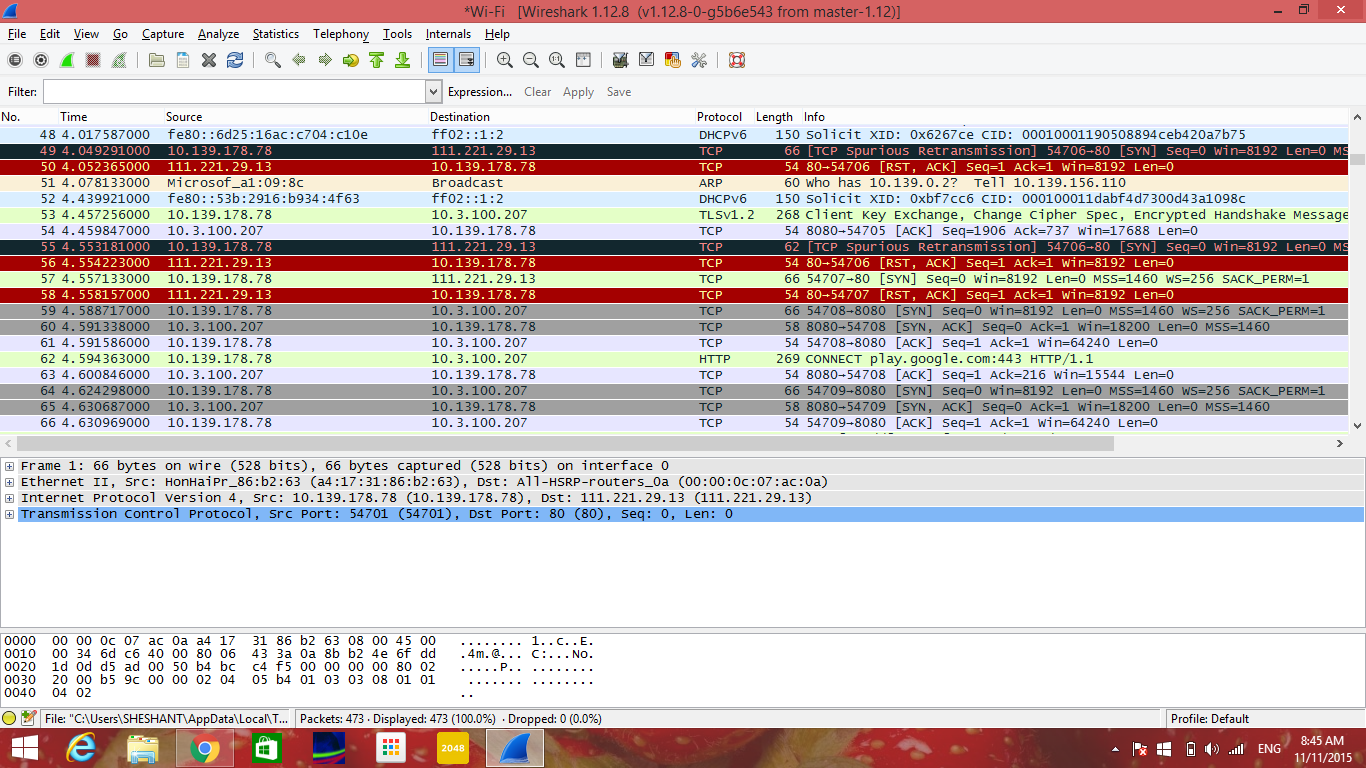 *Wi-Fi [Wireshark 1.12.8 (v1.12.8-0-g5b6e543 from master-1.12)]
File Edit View Go Capture Analyze Statistics Telephony Tools Internals Help
Filter: Expression... Clear Apply Save
No. Time Source Destination Protocol Length Info
48 4.017587000 fe80::6d25:16ac:c704:c10e ff02::1:2 DHCPv6 150 Solicit XID: 0x6267ce CID: 00010001190508894ceb420a7b75
49 4.049291000 10.139.178.78 111.221.29.13 TCP 66 [TCP Spurious Retransmission] 54706→80 [SYN] Seq=0 Win=8192 Len=0 MS
50 4.052365000 111.221.29.13 10.139.178.78 TCP 54 80→54706 [RST, ACK] Seq=1 Ack=1 Win=8192 Len=0
51 4.078133000 Microsof_a1:09:8c Broadcast ARP 60 Who has 10.139.0.2? Tell 10.139.156.110
52 4.439921000 fe80::53b:2916:b934:4f63 ff02::1:2 DHCPv6 150 Solicit XID: 0xbf7cc6 CID: 000100011dabf4d7300d43a1098c
53 4.457256000 10.139.178.78 10.3.100.207 TLSv1.2 268 Client Key Exchange, Change Cipher Spec, Encrypted Handshake Message
54 4.459847000 10.3.100.207 10.139.178.78 TCP 54 8080→54705 [ACK] Seq=1906 Ack=737 Win=17688 Len=0
55 4.553181000 10.139.178.78 111.221.29.13 TCP 62 [TCP Spurious Retransmission] 54706→80 [SYN] Seq=0 Win=8192 Len=0 MS
56 4.554223000 111.221.29.13 10.139.178.78 TCP 54 80→54706 [RST, ACK] Seq=1 Ack=1 Win=8192 Len=0
57 4.557133000 10.139.178.78 111.221.29.13 TCP 66 54707→80 [SYN] Seq=0 Win=8192 Len=0 MSS=1460 WS=256 SACK_PERM=1
58 4.558157000 111.221.29.13 10.139.178.78 TCP 54 80→54707 [RST, ACK] Seq=1 Ack=1 Win=8192 Len=0
59 4.588717000 10.139.178.78 10.3.100.207 TCP 66 54708→8080 [SYN] Seq=0 Win=8192 Len=0 MSS=1460 WS=256 SACK_PERM=1
60 4.591338000 10.3.100.207 10.139.178.78 TCP 58 8080→54708 [SYN, ACK] Seq=0 Ack=1 Win=18200 Len=0 MSS=1460
61 4.591586000 10.139.178.78 10.3.100.207 TCP 54 54708→8080 [ACK] Seq=1 Ack=1 Win=64240 Len=0
62 4.594363000 10.139.178.78 10.3.100.207 HTTP 269 CONNECT play.google.com:443 HTTP/1.1
63 4.600846000 10.3.100.207 10.139.178.78 TCP 54 8080→54708 [ACK] Seq=1 Ack=216 Win=15544 Len=0
64 4.624298000 10.139.178.78 10.3.100.207 TCP 66 54709→8080 [SYN] Seq=0 Win=8192 Len=0 MSS=1460 WS=256 SACK_PERM=1
65 4.630687000 10.3.100.207 10.139.178.78 TCP 58 8080→54709 [SYN, ACK] Seq=0 Ack=1 Win=18200 Len=0 MSS=1460
66 4.630969000 10.139.178.78 10.3.100.207 TCP 54 54709→8080 [ACK] Seq=1 Ack=1 Win=64240 Len=0
Frame 1: 66 bytes on wire (528 bits), 66 bytes captured (528 bits) on interface 0
Ethernet II, Src: HonHaiPr_86:b2:63 (a4:17:31:86:b2:63), Dst: All-HSRP-routers_0a (00:00:0c:07:ac:0a)
Internet Protocol Version 4, Src: 10.139.178.78 (10.139.178.78), Dst: 111.221.29.13 (111.221.29.13)
Transmission Control Protocol, Src Port: 54701 (54701), Dst Port: 80 (80), Seq: 0, Len: 0
0000 00 00 0c 07 ac 0a a4 17 31 86 b2 63 08 00 45 00 ........ 1..c..E.
0010 00 34 6d c6 40 00 80 06 43 3a 0a 8b b2 4e 6f dd .4m.@... C:...No.
0020 1d 0d d5 ad 00 50 b4 bc c4 f5 00 00 00 00 80 02 .....P.. ........
0030 20 00 b5 9c 00 00 02 04 05 b4 01 03 03 08 01 01 ....... ........
0040 04 02 ..
File: "C:\Users\SHESHANT\AppData\Local\T... Packets: 473 · Displayed: 473 (100.0%) · Dropped: 0 (0.0%) Profile: Default
2048 ENG 8:45 AM
11/11/2015